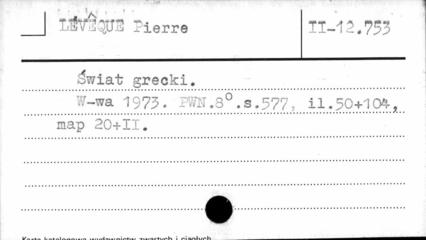 LÉVÊQUE Pierre II-12.753
Świat grecki.
W-wa 1973. PWN.8°.s.577, il.50+104,
map 20+II.
Karta katalogowa wydawnictw zwartych i ciągłych